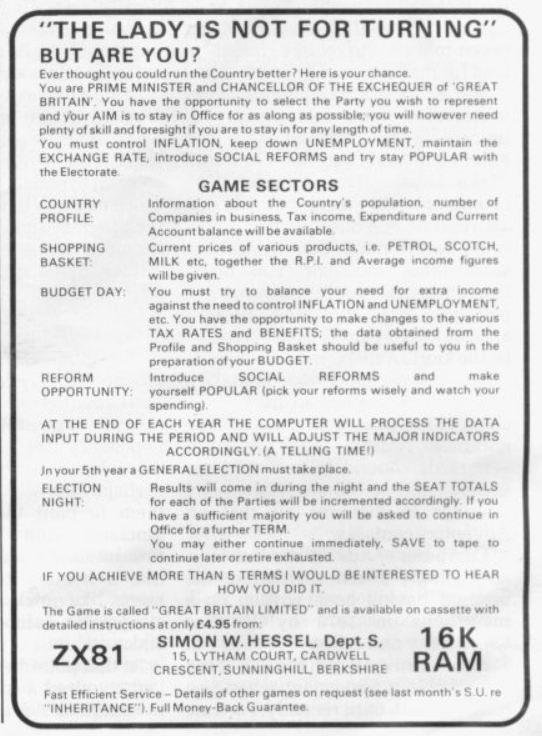 "THE LADY IS NOT FOR TURNING"
BUT ARE YOU?
Ever thought you could run the Country better? Here is your chance.
You are PRIME MINISTER and CHANCELLOR OF THE EXCHEQUER of 'GREAT
BRITAIN'. You have the opportunity to select the Party you wish to represent
and your AIM is to stay in Office for as along as possible; you will however need
plenty of skill and foresight if you are to stay in for any length of time.
You must control INFLATION, keep down UNEMPLOYMENT, maintain the
EXCHANGE RATE, introduce SOCIAL REFORMS and try stay POPULAR with
the Electorate.
GAME SECTORS
COUNTRY Information about the Country's population, number of
PROFILE: Companies in business, Tax income, Expenditure and Current
Account balance will be available.
SHOPPING Current prices of various products, i.e. PETROL, SCOTCH,
BASKET: MILK etc, together the R.P.I. and Average income figures
will be given.
BUDGET DAY: You must try to balance your need for extra income
against the need to control INFLATION and UNEMPLOYMENT,
etc. You have the opportunity to make changes to the various
TAX RATES and BENEFITS; the data obtained from the
Profile and Shopping Basket should be useful to you in the
preparation of your BUDGET.
REFORM Introduce SOCIAL REFORMS and make
OPPORTUNITY: yourself POPULAR (pick your reforms wisely and watch your
spending).
AT THE END OF EACH YEAR THE COMPUTER WILL PROCESS THE DATA
INPUT DURING THE PERIOD AND WILL ADJUST THE MAJOR INDICATORS
ACCORDINGLY. (A TELLING TIME!)
In your 5th year a GENERAL ELECTION must take place.
ELECTION Results will come in during the night and the SEAT TOTALS
NIGHT: for each of the Parties will be incremented accordingly. If you
have a sufficient majority you will be asked to continue in
Office for a further TERM.
You may either continue immediately, SAVE to tape to
continue later or retire exhausted.
IF YOU ACHIEVE MORE THAN 5 TERMS I WOULD BE INTERESTED TO HEAR
HOW YOU DID IT.
The Game is called "GREAT BRITAIN LIMITED" and is available on cassette with
detailed instructions at only £4.95 from:
ZX81 SIMON W. HESSEL, Dept. S, 16K
15, LYTHAM COURT, CARDWELL RAM
CRESCENT, SUNNINGHILL, BERKSHIRE
Fast Efficient Service – Details of other games on request (see last month's S.U. re
"INHERITANCE"). Full Money-Back Guarantee.